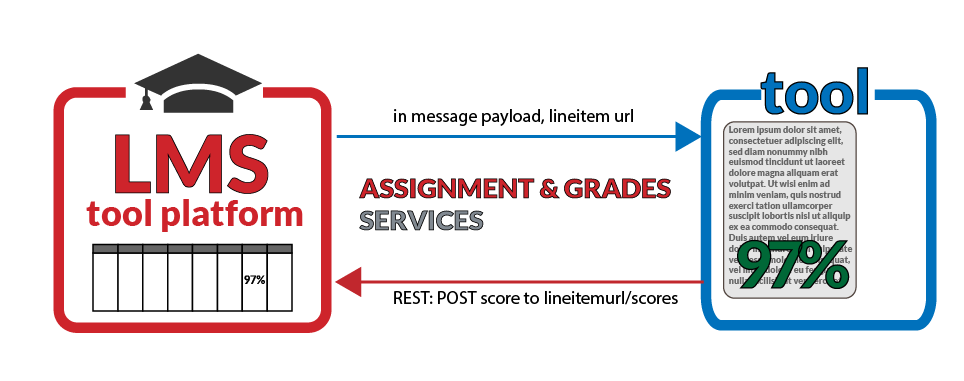 LMS
tool platform
97%
in message payload, lineitem url
ASSIGNMENT & GRADES
SERVICES
REST: POST score to lineitemurl/scores
tool
Lorem ipsum dolor sit amet,
consectetuer adipiscing elit,
sed diam nonummy nibh
euismod tincidunt ut laoreet
dolore magna aliquam erat
volutpat. Ut wisi enim ad
minim veniam, quis nostrud
exerci tation ullamcorper
suscipit lobortis nisl ut aliquip
ex ea commodo consequat.
Duis autem vel eum iriure
97%